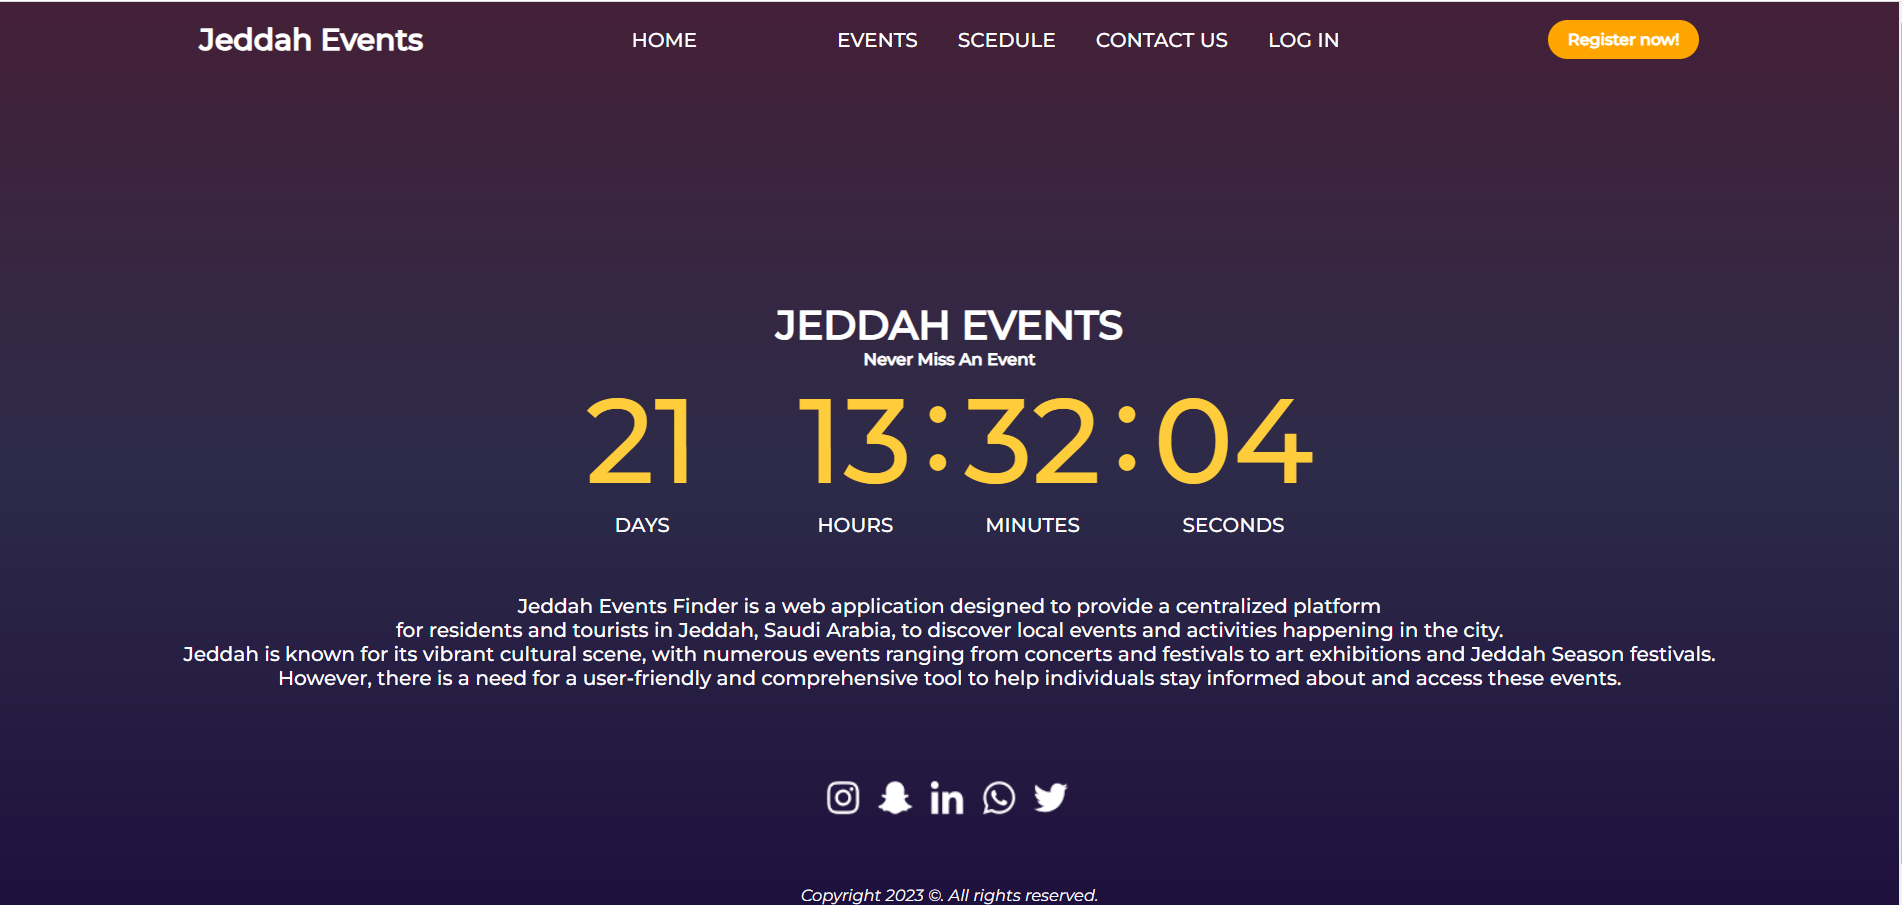 Jeddah Events HOME EVENTS SCEDULE CONTACT US LOG IN Register now!
JEDDAH EVENTS
Never Miss An Event
21 13:32:04
DAYS HOURS MINUTES SECONDS
Jeddah Events Finder is a web application designed to provide a centralized platform
for residents and tourists in Jeddah, Saudi Arabia, to discover local events and activities happening in the city.
Jeddah is known for its vibrant cultural scene, with numerous events ranging from concerts and festivals to art exhibitions and Jeddah Season festivals.
However, there is a need for a user-friendly and comprehensive tool to help individuals stay informed about and access these events.
in
Copyright 2023 ©. All rights reserved.